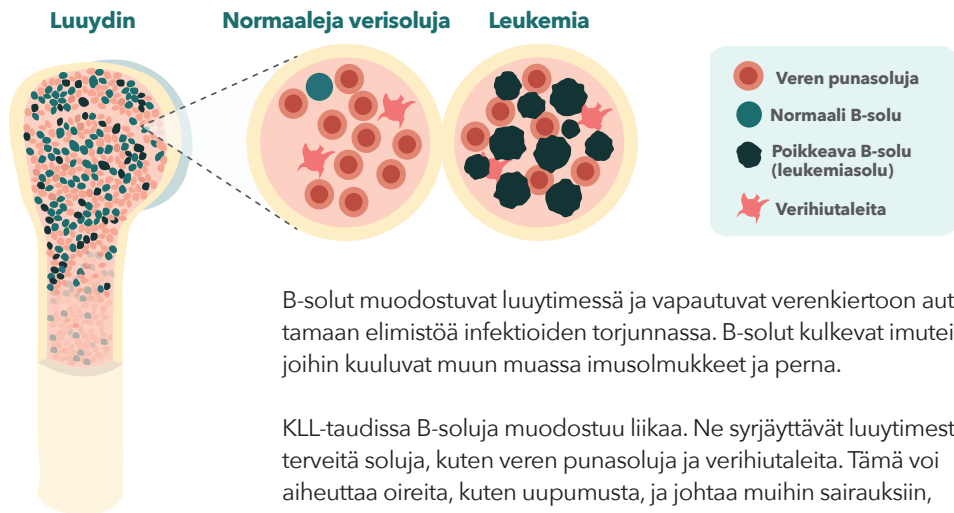 Luuydin
Normaaleja verisoluja
Leukemia
Veren punasoluja
Normaali B-solu
Poikkeava B-solu
(leukemiasolu)
Verihiutaleita
B-solut muodostuvat luuytimessä ja vapautuvat verenkiertoon aut
tamaan elimistöä infektioiden torjunnassa. B-solut kulkevat imutei
joihin kuuluvat muun muassa imusolmukkeet ja perna.
KLL-taudissa B-soluja muodostuu liikaa. Ne syrjäyttävät luuytimest
terveitä soluja, kuten veren punasoluja ja verihiutaleita. Tämä voi
aiheuttaa oireita, kuten uupumusta, ja johtaa muihin sairauksiin,